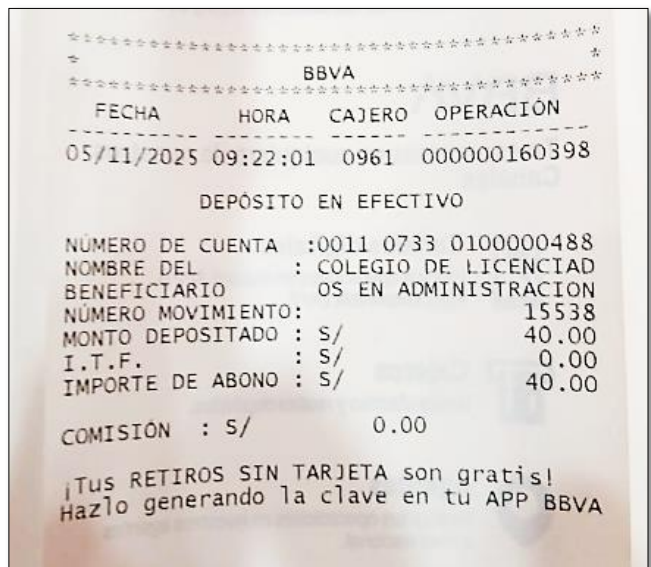 ****************************************
* BBVA *
****************************************
FECHA HORA CAJERO OPERACIÓN
05/11/2025 09:22:01 0961 000000160398
DEPÓSITO EN EFECTIVO
NÚMERO DE CUENTA :0011 0733 0100000488
NOMBRE DEL : COLEGIO DE LICENCIAD
BENEFICIARIO OS EN ADMINISTRACION
NÚMERO MOVIMIENTO: 15538
MONTO DEPOSITADO : S/ 40.00
I.T.F. : S/ 0.00
IMPORTE DE ABONO : S/ 40.00
COMISIÓN : S/ 0.00
¡Tus RETIROS SIN TARJETA son gratis!
Hazlo generando la clave en tu APP BBVA